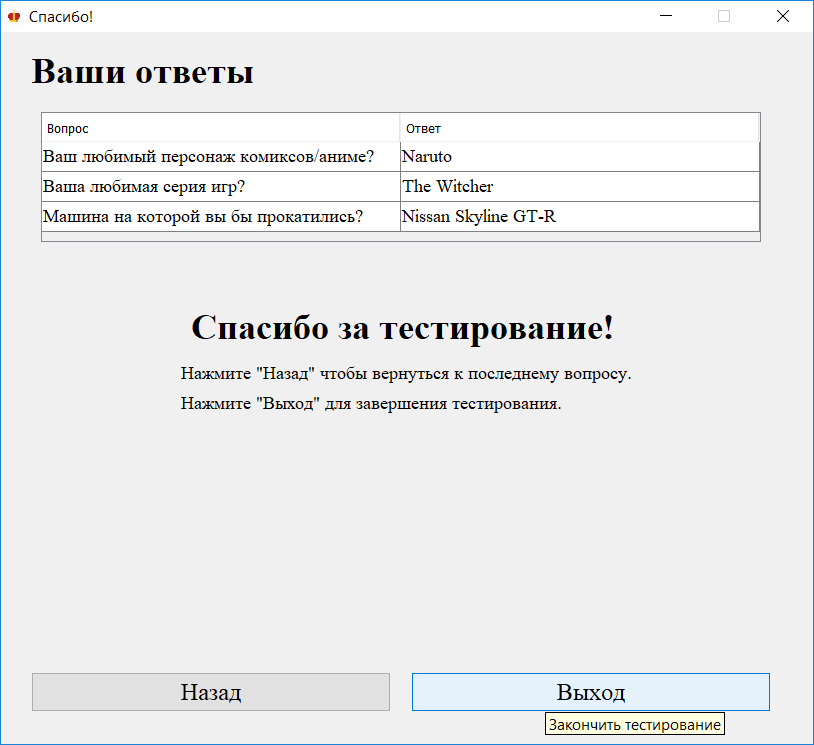 Спасибо!
Ваши ответы
Вопрос Ответ
Ваш любимый персонаж комиксов/аниме? Naruto
Ваша любимая серия игр? The Witcher
Машина на которой вы бы прокатились? Nissan Skyline GT-R
Спасибо за тестирование!
Нажмите "Назад" чтобы вернуться к последнему вопросу.
Нажмите "Выход" для завершения тестирования.
Назад Выход
Закончить тестирование